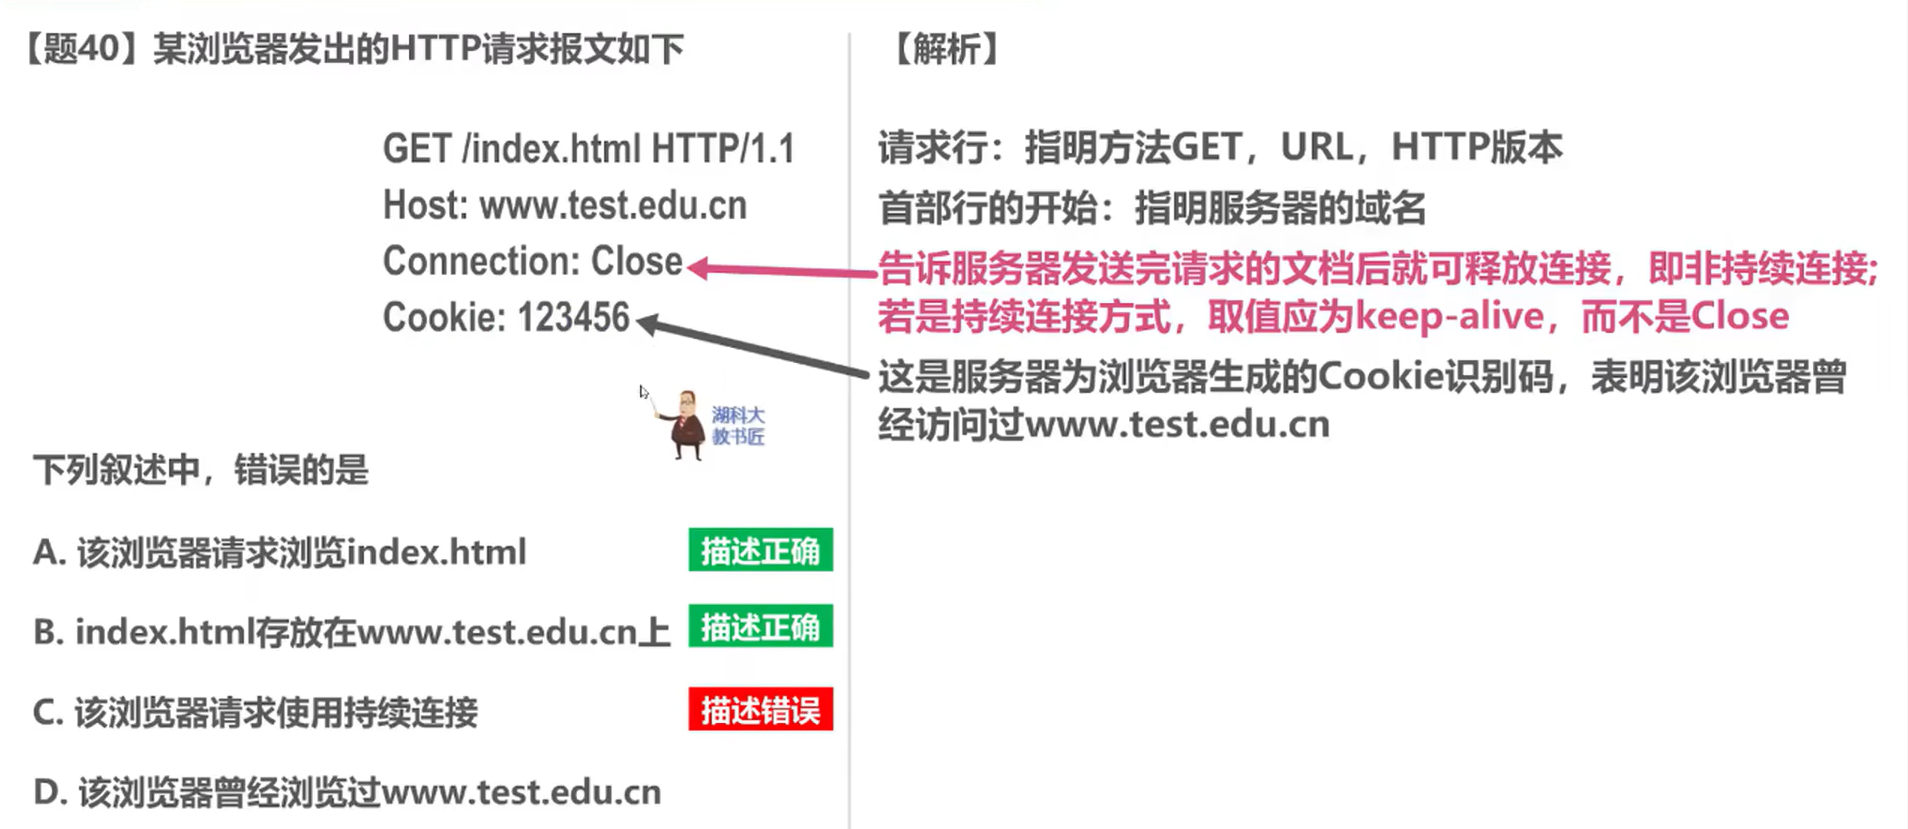 【题40】某浏览器发出的HTTP请求报文如下
GET /index.html HTTP/1.1
Host: www.test.edu.cn
Connection: Close
Cookie: 123456
湖科大
教书匠
下列叙述中，错误的是
A. 该浏览器请求浏览index.html
描述正确
B. index.html存放在www.test.edu.cn上
描述正确
C. 该浏览器请求使用持续连接
描述错误
D. 该浏览器曾经浏览过www.test.edu.cn
【解析】
请求行：指明方法GET，URL，HTTP版本
首部行的开始：指明服务器的域名
告诉服务器发送完请求的文档后就可释放连接，即非持续连接;
若是持续连接方式，取值应为keep-alive，而不是Close
这是服务器为浏览器生成的Cookie识别码，表明该浏览器曾
经访问过www.test.edu.cn